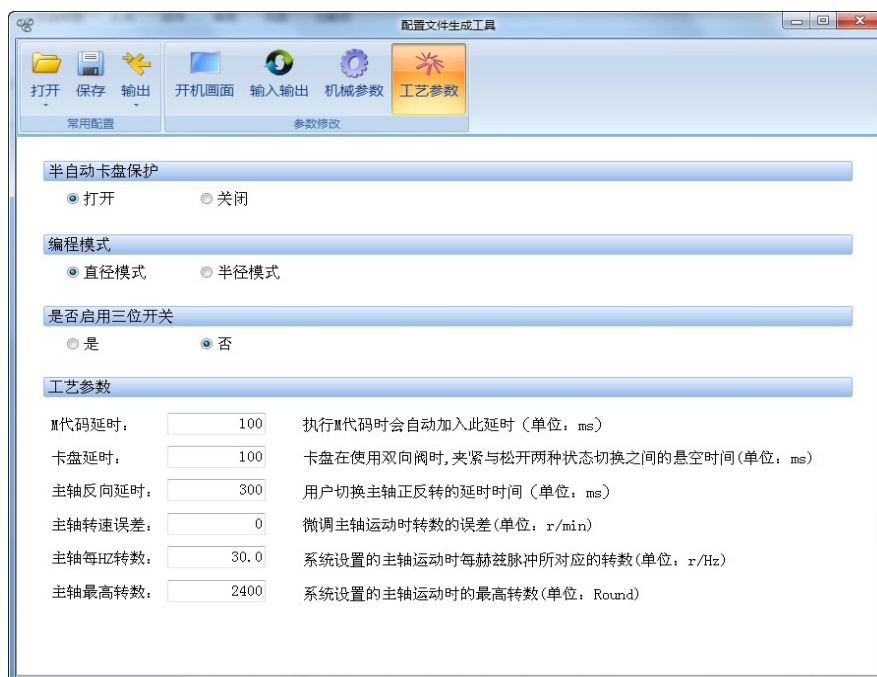 配置文件生成工具
打开 保存 输出 开机画面 输入输出 机械参数 工艺参数
常用配置 参数修改
半自动卡盘保护
打开 关闭
编程模式
直径模式 半径模式
是否启用三位开关
是 否
工艺参数
M代码延时: 100 执行M代码时会自动加入此延时(单位: ms)
卡盘延时: 100 卡盘在使用双向阀时,夹紧与松开两种状态切换之间的悬空时间(单位: ms)
主轴反向延时: 300 用户切换主轴正反转的延时时间(单位: ms)
主轴转速误差: 0 微调主轴运动时转数的误差(单位: r/min)
主轴每HZ转数: 30.0 系统设置的主轴运动时每赫兹脉冲所对应的转数(单位: r/Hz)
主轴最高转数: 2400 系统设置的主轴运动时的最高转数(单位: Round)